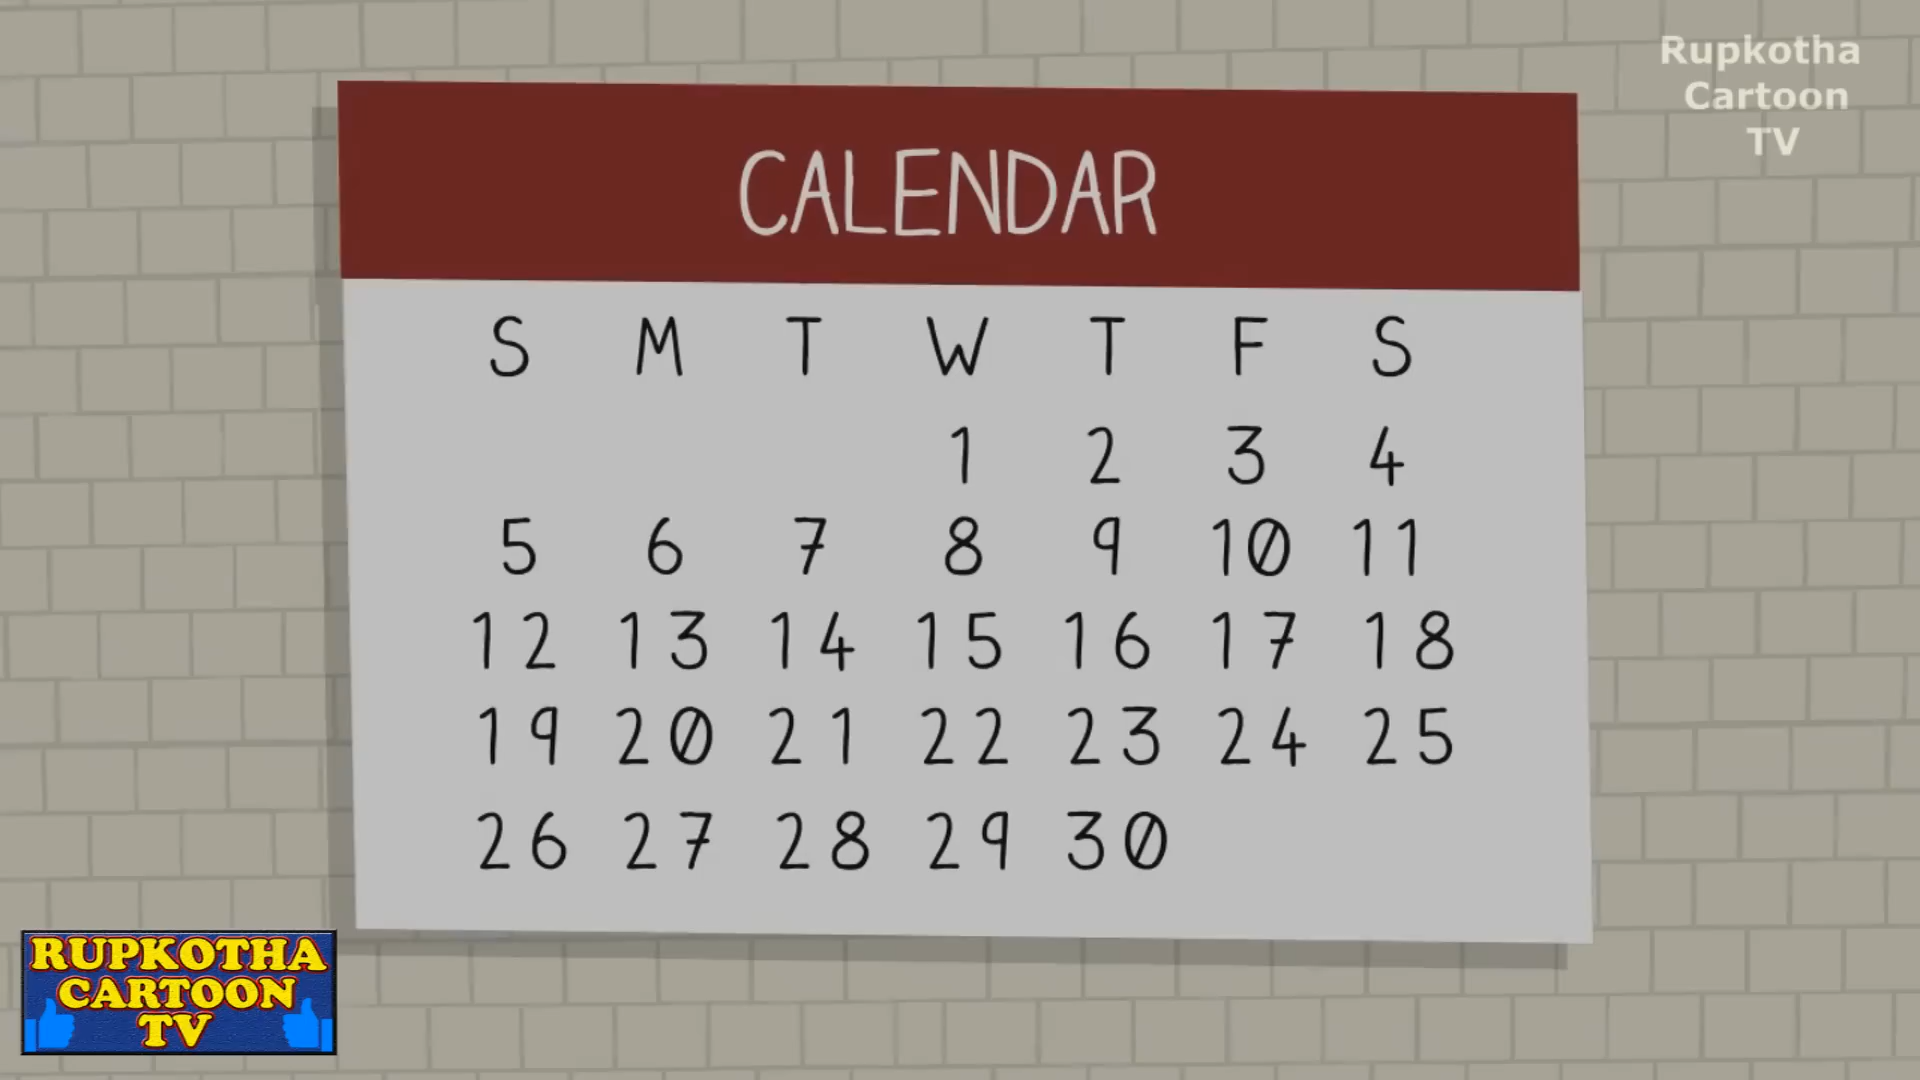 Rupkotha
Cartoon
TV
CALENDAR
S M T W T F S
1 2 3 4
5 6 7 8 9 10 11
12 13 14 15 16 17 18
19 20 21 22 23 24 25
26 27 28 29 30
RUPKOTHA
CARTOON
TV